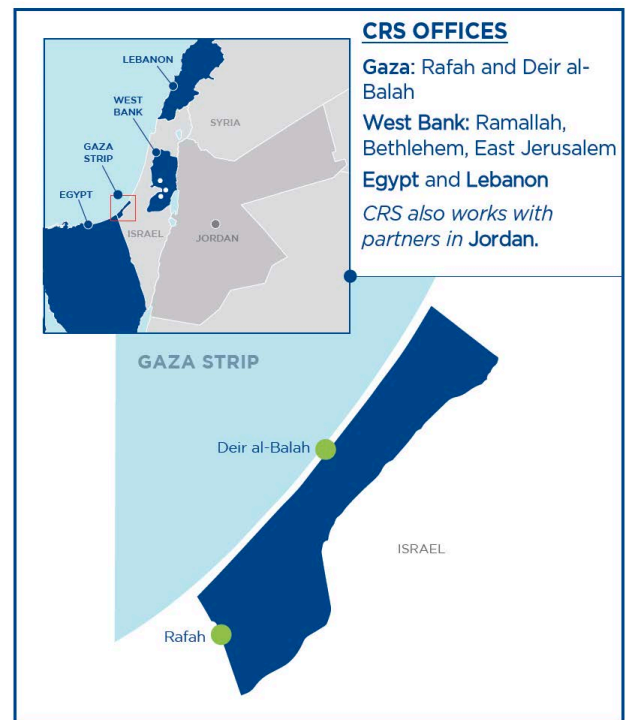 CRS OFFICES
Gaza: Rafah and Deir al-
Balah
West Bank: Ramallah,
Bethlehem, East Jerusalem
Egypt and Lebanon
CRS also works with
partners in Jordan.
LEBANON
WEST
BANK
SYRIA
GAZA
STRIP
EGYPT
ISRAEL
JORDAN
GAZA STRIP
Deir al-Balah
ISRAEL
Rafah